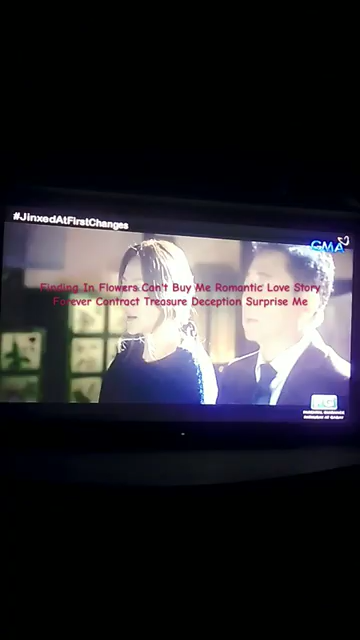 #JinxedAtFirstChanges
GMA
Finding In Flowers Can't Buy Me Romantic Love Story
Forever Contract Treasure Deception Surprise Me